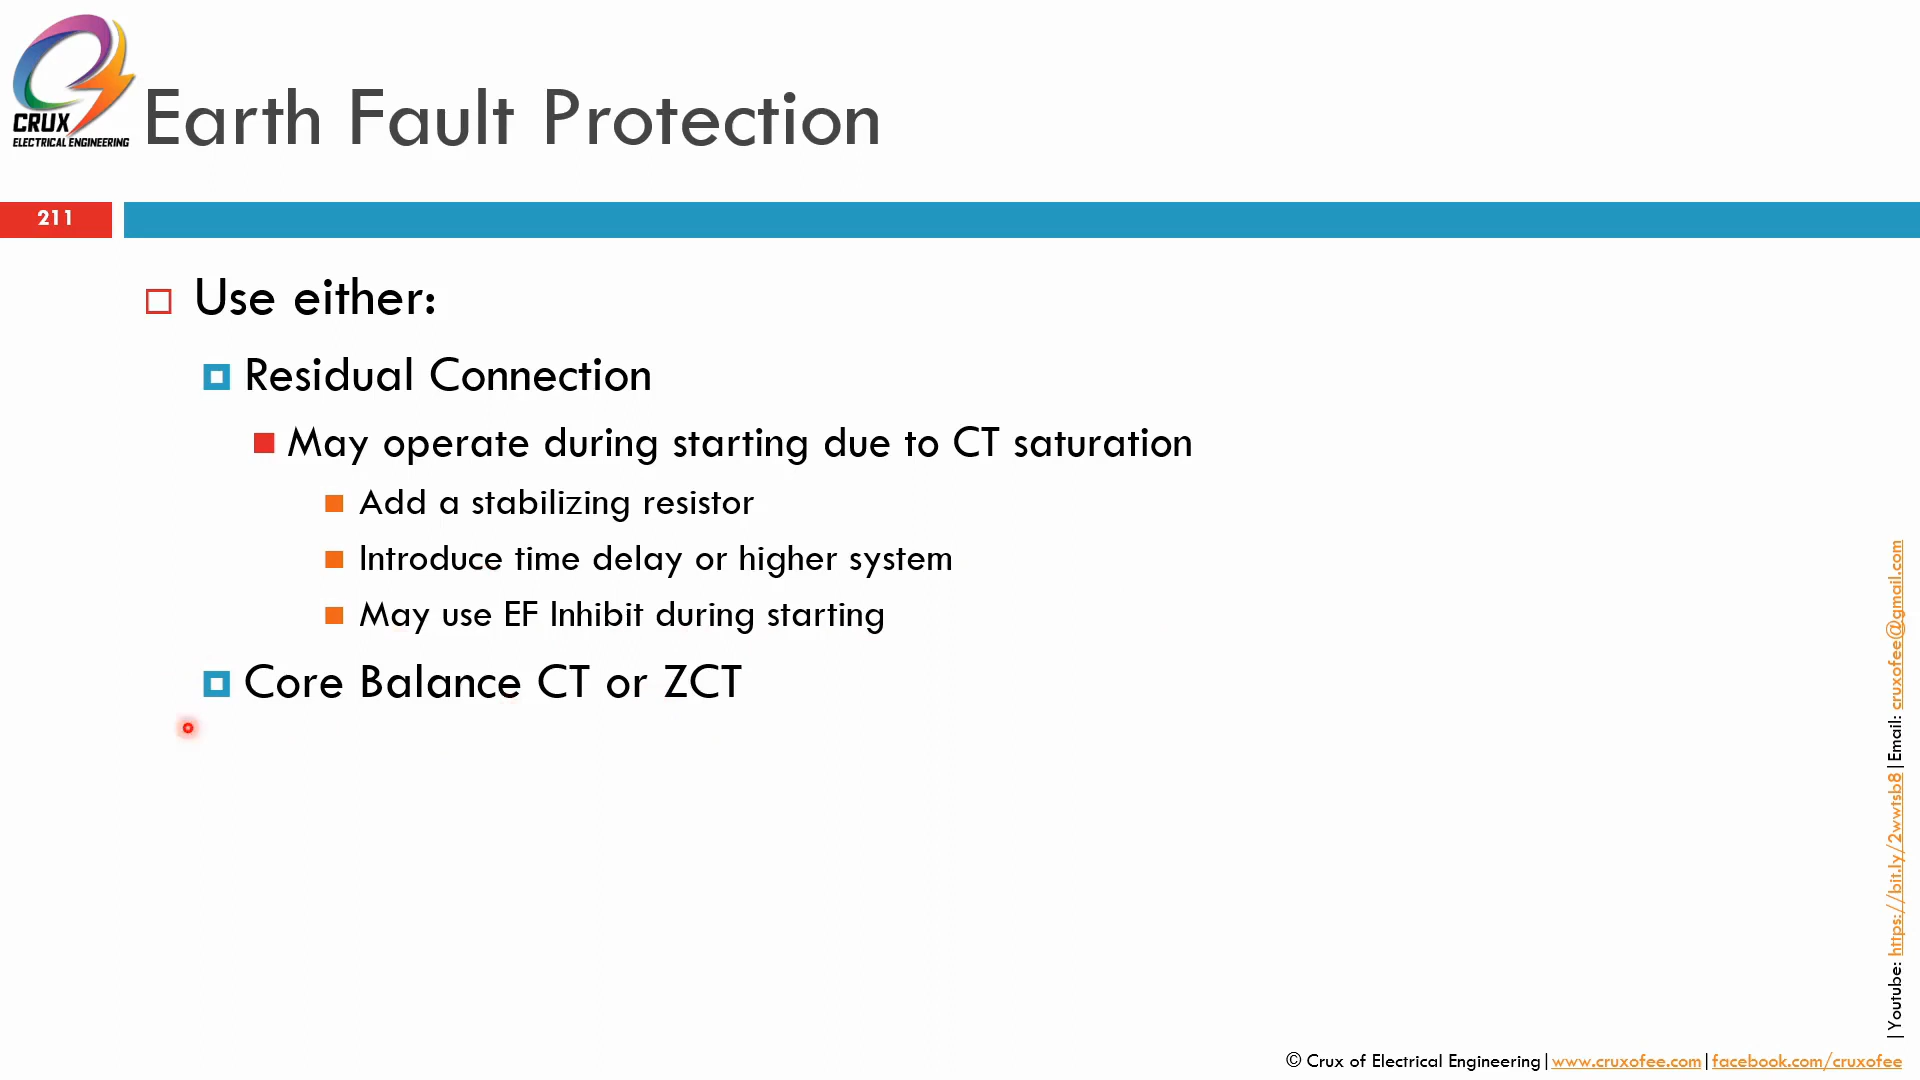 CRUX
ELECTRICAL ENGINEERING
Earth Fault Protection
211
Use either:
Residual Connection
May operate during starting due to CT saturation
Add a stabilizing resistor
Introduce time delay or higher system
May use EF Inhibit during starting
Core Balance CT or ZCT
|Youtube: https://bit.ly/2wwtsb8|Email: cruxofee@gmail.com
© Crux of Electrical Engineering|www.cruxofee.com|facebook.com/cruxofee